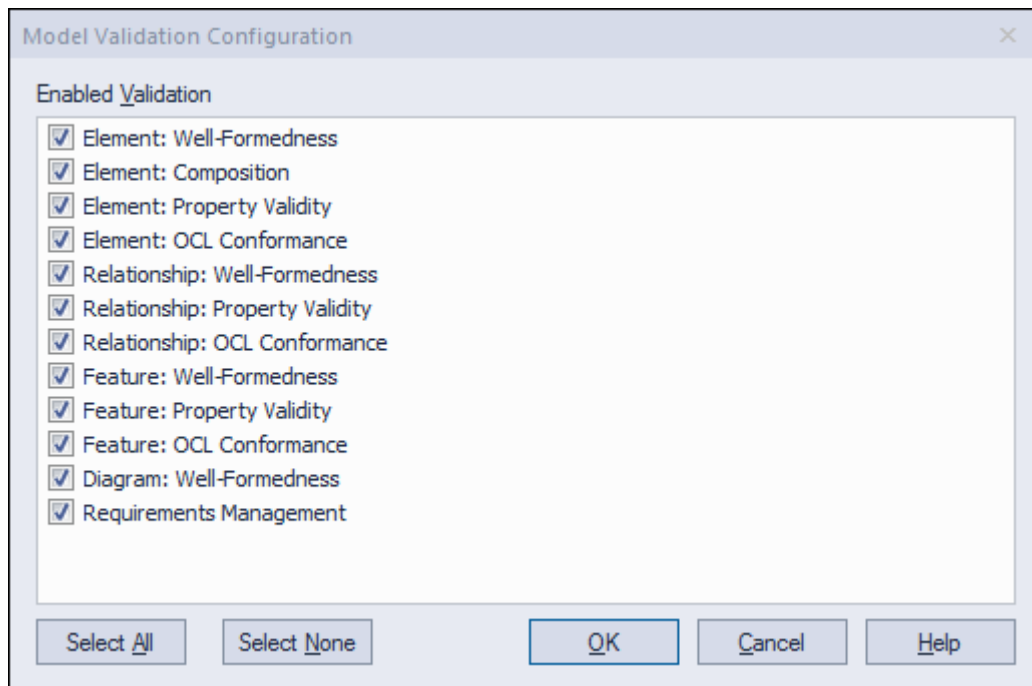 Model Validation Configuration
Enabled Validation
Element: Well-Formedness
Element: Composition
Element: Property Validity
Element: OCL Conformance
Relationship: Well-Formedness
Relationship: Property Validity
Relationship: OCL Conformance
Feature: Well-Formedness
Feature: Property Validity
Feature: OCL Conformance
Diagram: Well-Formedness
Requirements Management
Select All Select None OK Cancel Help